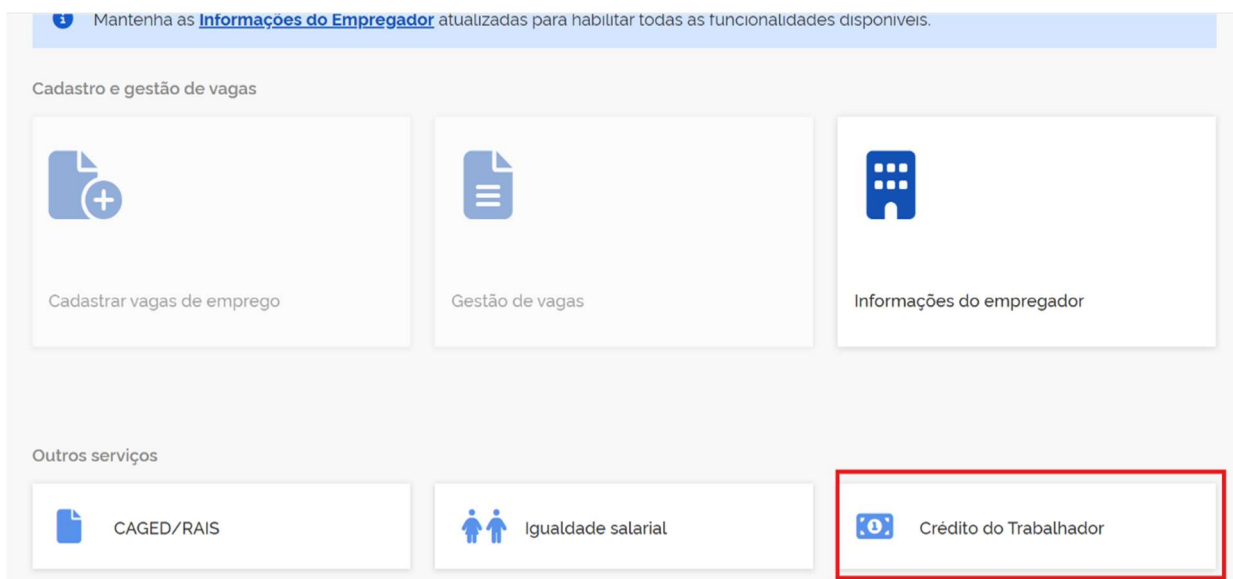 Mantenha as Informações do Empregador atualizadas para habilitar todas as funcionalidades disponíveis.
Cadastro e gestão de vagas
Cadastrar vagas de emprego
Gestão de vagas
Informações do empregador
Outros serviços
CAGED/RAIS
Igualdade salarial
Crédito do Trabalhador